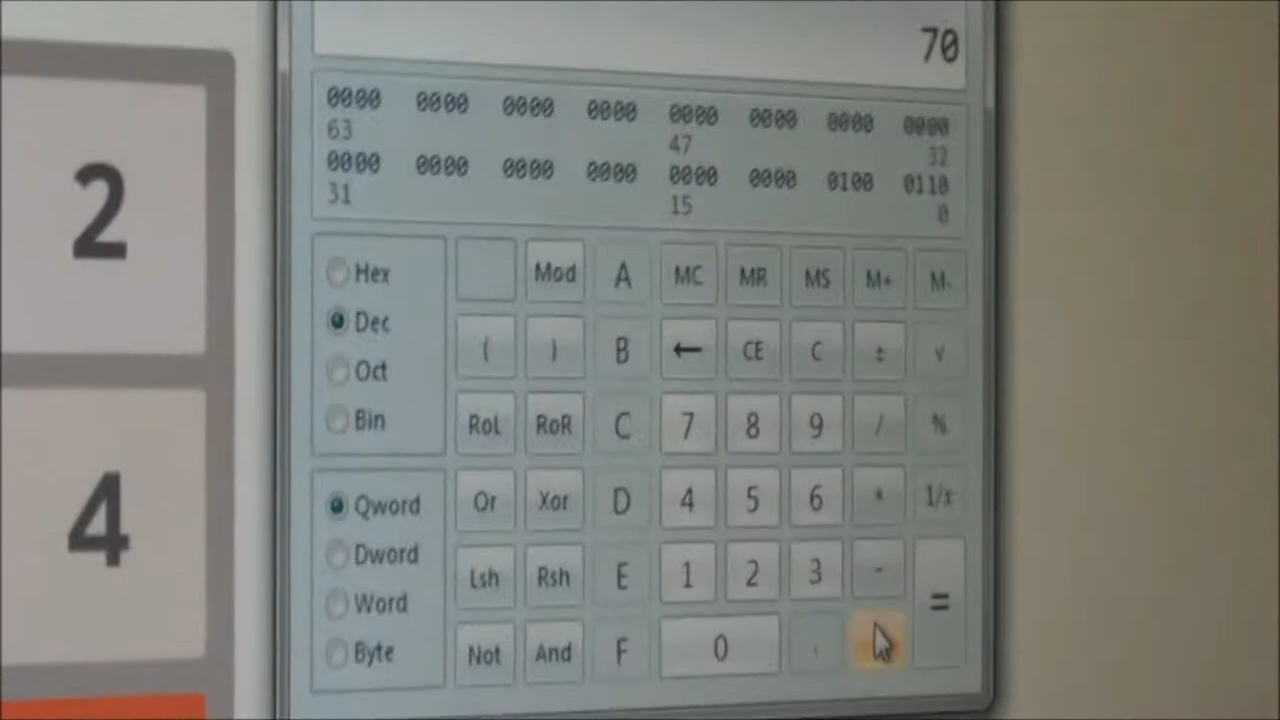 2
4
70
0000 0000 0000 0000 0000 0000 0000 0000
63 47 32
0000 0000 0000 0000 0000 0000 0100 0110
31 15 0
Hex
Dec
Oct
Bin
Qword
Dword
Word
Byte
Mod A MC MR MS M+ M-
( ) B ← CE C ± √
RoL RoR C 7 8 9 / %
Or Xor D 4 5 6 * 1/x
Lsh Rsh E 1 2 3 - =
Not And F 0 ,